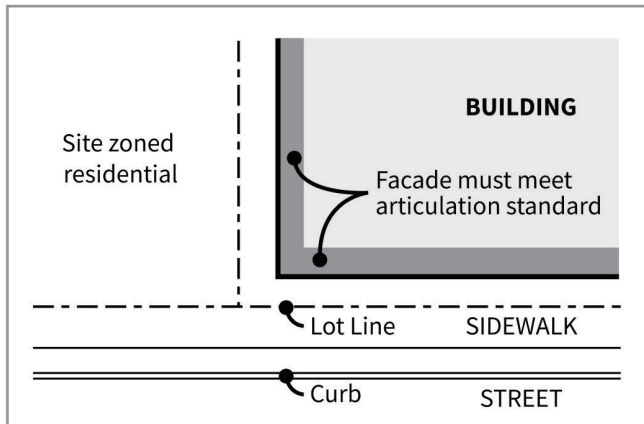 BUILDING
Site zoned
residential
Facade must meet
articulation standard
Lot Line
SIDEWALK
Curb
STREET